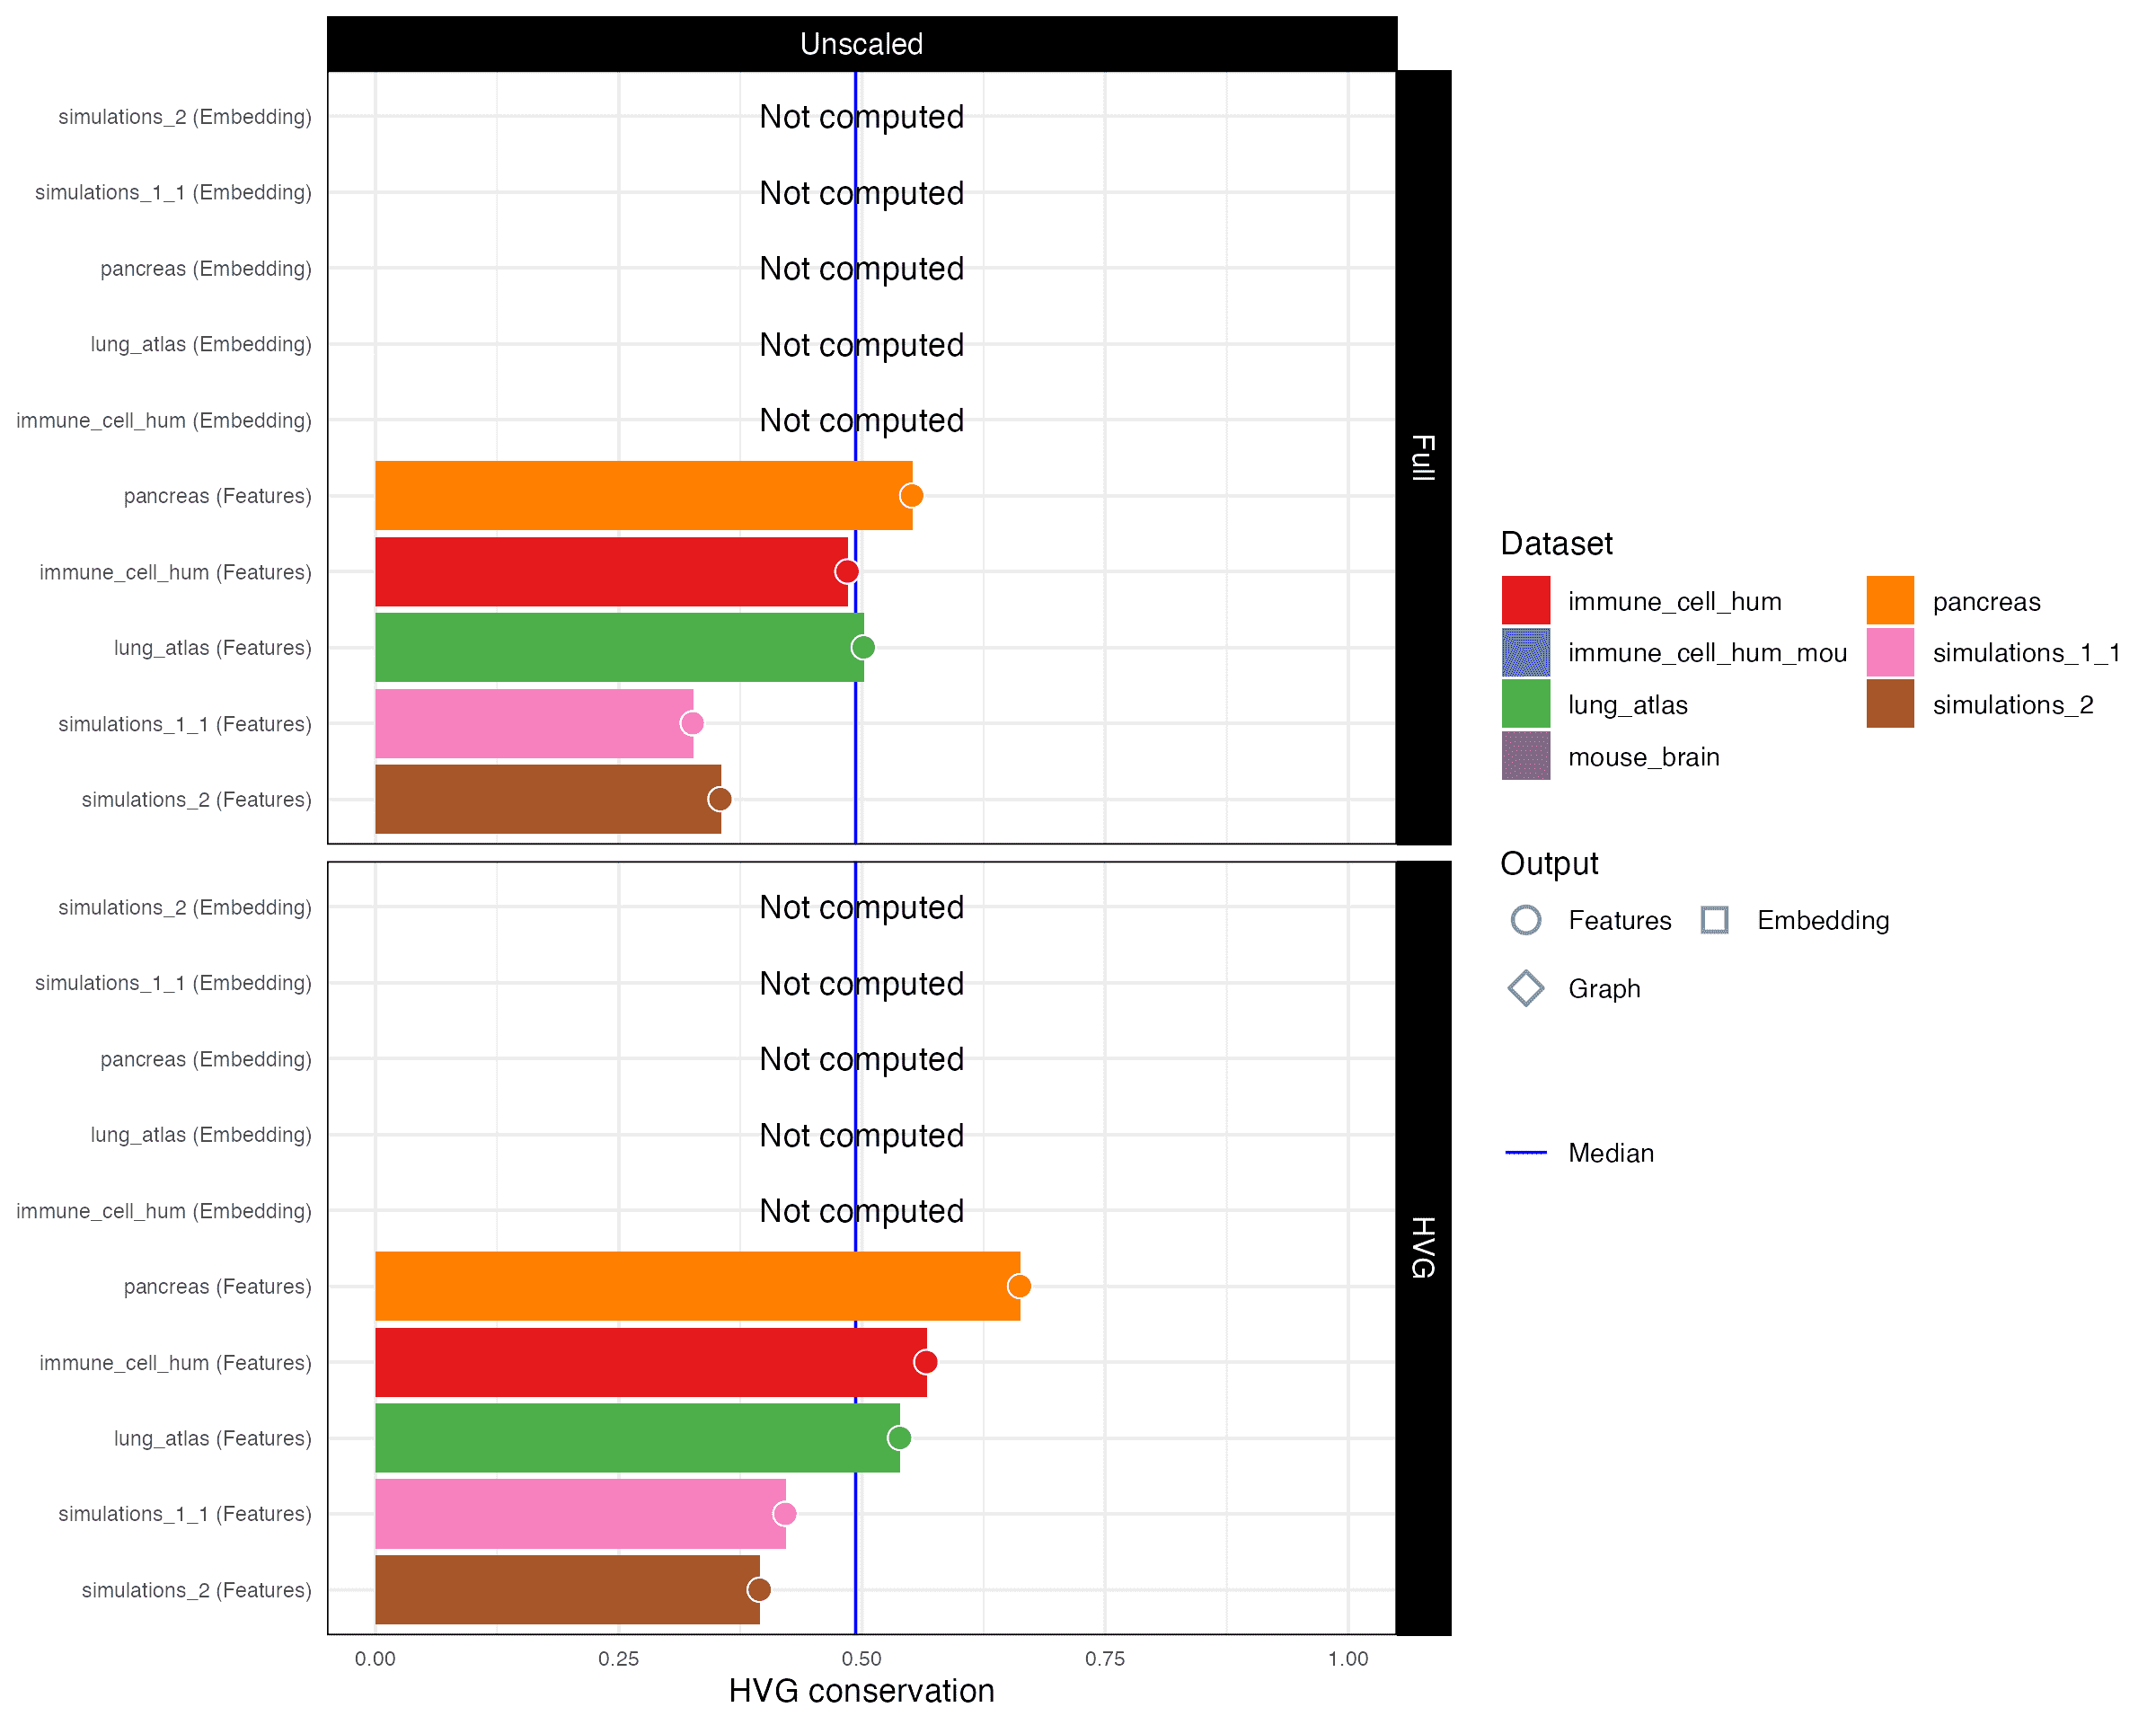 Unscaled
simulations_2 (Embedding)
Not computed
simulations_1_1 (Embedding)
Not computed
pancreas (Embedding)
Not computed
lung_atlas (Embedding)
Not computed
immune_cell_hum (Embedding)
Not computed
pancreas (Features)
immune_cell_hum (Features)
lung_atlas (Features)
simulations_1_1 (Features)
simulations_2 (Features)
Full
simulations_2 (Embedding)
Not computed
simulations_1_1 (Embedding)
Not computed
pancreas (Embedding)
Not computed
lung_atlas (Embedding)
Not computed
immune_cell_hum (Embedding)
Not computed
pancreas (Features)
immune_cell_hum (Features)
lung_atlas (Features)
simulations_1_1 (Features)
simulations_2 (Features)
HVG
0.00 0.25 0.50 0.75 1.00
HVG conservation
Dataset
immune_cell_hum pancreas
immune_cell_hum_mou simulations_1_1
lung_atlas simulations_2
mouse_brain
Output
Features Embedding
Graph
Median